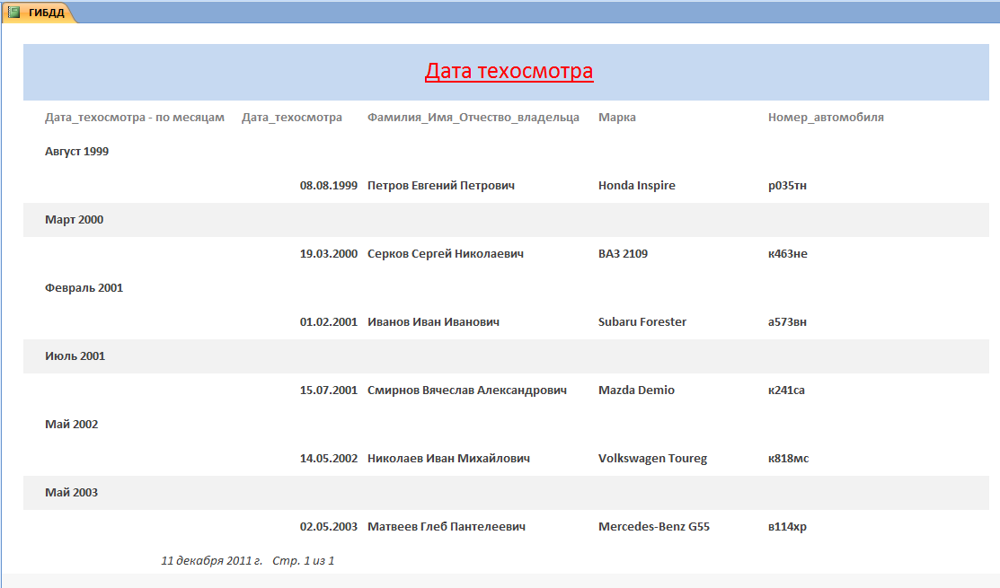 ГИБДД
Дата техосмотра
Дата_техосмотра - по месяцам Дата_техосмотра Фамилия_Имя_Отчество_владельца Марка Номер_автомобиля
Август 1999
08.08.1999 Петров Евгений Петрович Honda Inspire р035тн
Март 2000
19.03.2000 Серков Сергей Николаевич ВАЗ 2109 к463не
Февраль 2001
01.02.2001 Иванов Иван Иванович Subaru Forester а573вн
Июль 2001
15.07.2001 Смирнов Вячеслав Александрович Mazda Demio к241са
Май 2002
14.05.2002 Николаев Иван Михайлович Volkswagen Toureg к818мс
Май 2003
02.05.2003 Матвеев Глеб Пантелеевич Mercedes-Benz G55 в114хр
11 декабря 2011 г. Стр. 1 из 1